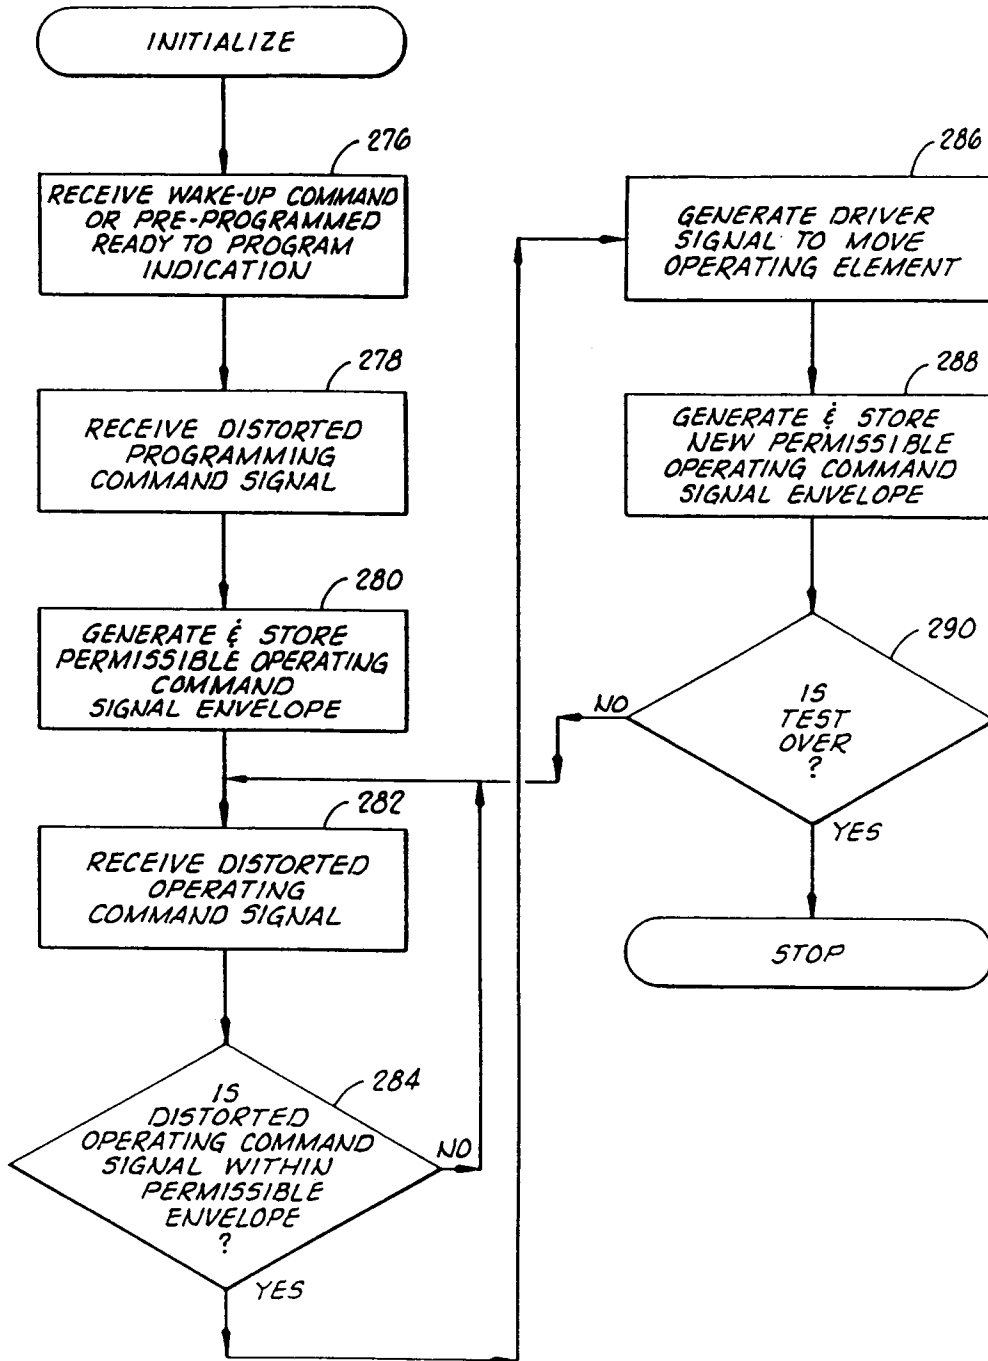 INITIALIZE
276
RECEIVE WAKE-UP COMMAND
OR PRE-PROGRAMMED
READY TO PROGRAM
INDICATION
278
RECEIVE DISTORTED
PROGRAMMING
COMMAND SIGNAL
280
GENERATE & STORE
PERMISSIBLE OPERATING
COMMAND
SIGNAL ENVELOPE
282
RECEIVE DISTORTED
OPERATING
COMMAND SIGNAL
284
IS
DISTORTED
OPERATING COMMAND
SIGNAL WITHIN
PERMISSIBLE
ENVELOPE
?
NO
YES
286
GENERATE DRIVER
SIGNAL TO MOVE
OPERATING ELEMENT
288
GENERATE & STORE
NEW PERMISSIBLE
OPERATING COMMAND
SIGNAL ENVELOPE
290
IS
TEST
OVER
?
NO
YES
STOP